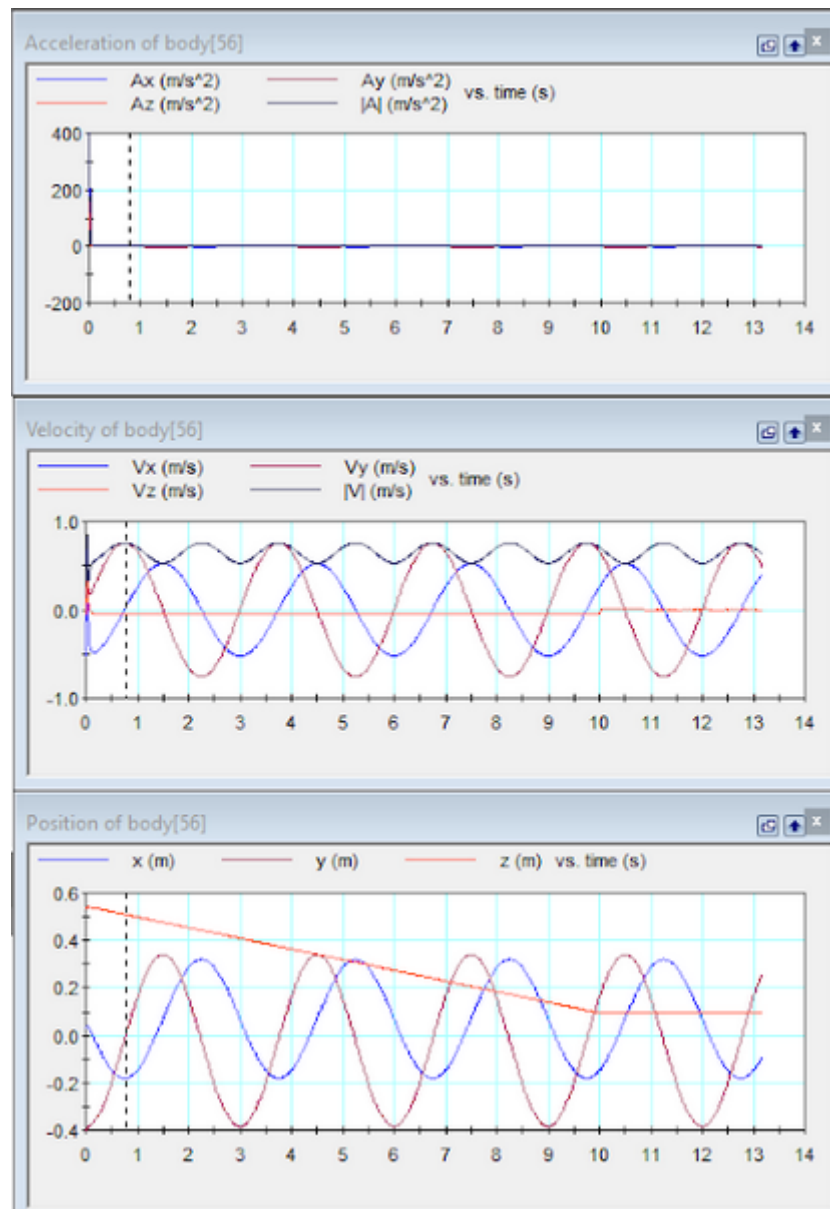 Acceleration of body[56]
Ax (m/s^2) Ay (m/s^2)
Az (m/s^2) |A| (m/s^2) vs. time (s)
400
200
0
-200
0 1 2 3 4 5 6 7 8 9 10 11 12 13 14
Velocity of body[56]
Vx (m/s) Vy (m/s)
Vz (m/s) |V| (m/s) vs. time (s)
1.0
0.0
-1.0
0 1 2 3 4 5 6 7 8 9 10 11 12 13 14
Position of body[56]
x (m) y (m) z (m) vs. time (s)
0.6
0.4
0.2
0.0
-0.2
-0.4
0 1 2 3 4 5 6 7 8 9 10 11 12 13 14